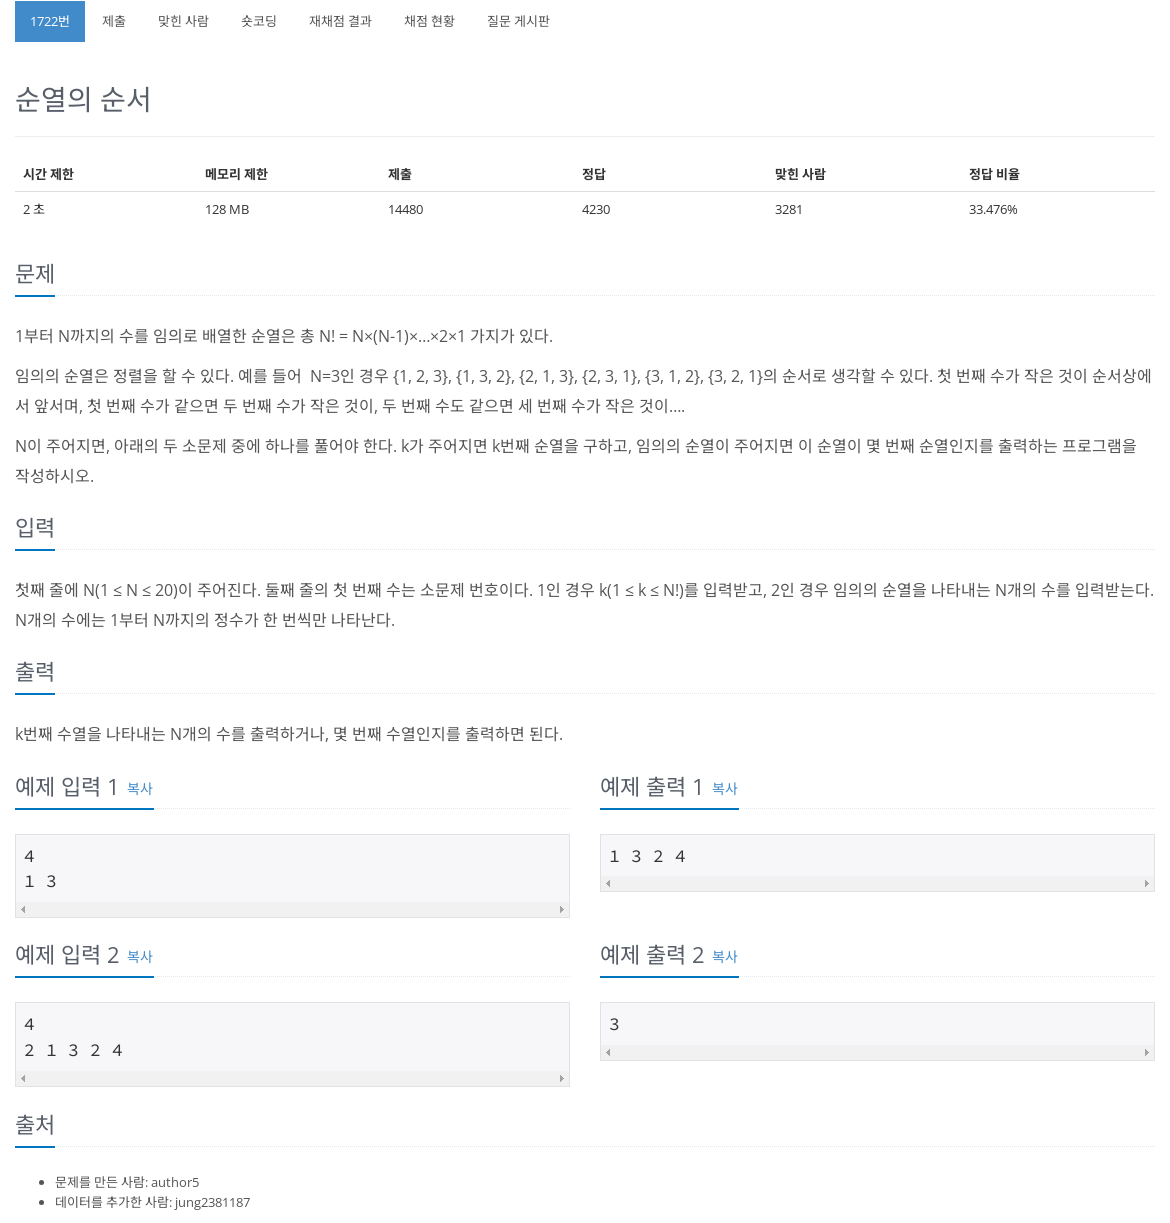 1722번 제출 맞힌 사람 숏코딩 재채점 결과 채점 현황 질문 게시판
순열의 순서
시간 제한 메모리 제한 제출 정답 맞힌 사람 정답 비율
2 초 128 MB 14480 4230 3281 33.476%
문제
1부터 N까지의 수를 임의로 배열한 순열은 총 N! = N×(N-1)×…×2×1 가지가 있다.
임의의 순열은 정렬을 할 수 있다. 예를 들어  N=3인 경우 {1, 2, 3}, {1, 3, 2}, {2, 1, 3}, {2, 3, 1}, {3, 1, 2}, {3, 2, 1}의 순서로 생각할 수 있다. 첫 번째 수가 작은 것이 순서상에
서 앞서며, 첫 번째 수가 같으면 두 번째 수가 작은 것이, 두 번째 수도 같으면 세 번째 수가 작은 것이….
N이 주어지면, 아래의 두 소문제 중에 하나를 풀어야 한다. k가 주어지면 k번째 순열을 구하고, 임의의 순열이 주어지면 이 순열이 몇 번째 순열인지를 출력하는 프로그램을
작성하시오.
입력
첫째 줄에 N(1 ≤ N ≤ 20)이 주어진다. 둘째 줄의 첫 번째 수는 소문제 번호이다. 1인 경우 k(1 ≤ k ≤ N!)를 입력받고, 2인 경우 임의의 순열을 나타내는 N개의 수를 입력받는다.
N개의 수에는 1부터 N까지의 정수가 한 번씩만 나타난다.
출력
k번째 수열을 나타내는 N개의 수를 출력하거나, 몇 번째 수열인지를 출력하면 된다.
예제 입력 1 복사
4
1 3
예제 출력 1 복사
1 3 2 4
예제 입력 2 복사
4
2 1 3 2 4
예제 출력 2 복사
3
출처
• 문제를 만든 사람: author5
• 데이터를 추가한 사람: jung2381187